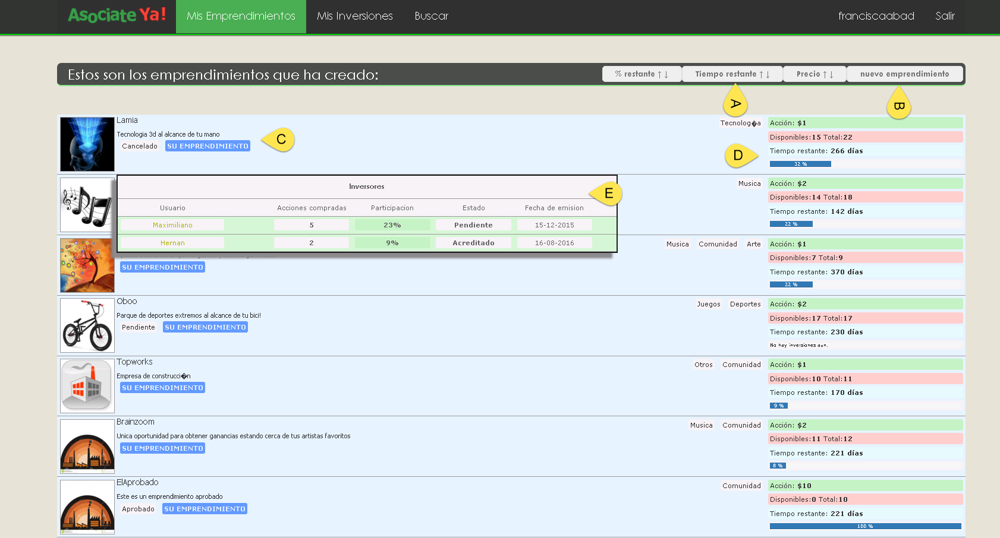 Asociate Ya! Mis Emprendimientos Mis Inversiones Buscar franciscaabad Salir
Estos son los emprendimientos que ha creado: % restante ↑ ↓ Tiempo restante ↑ ↓ Precio ↑ ↓ nuevo emprendimiento
A B
Lamia
Tecnologia 3d al alcance de tu mano
Cancelado SU EMPRENDIMIENTO
C
Tecnolog�a
Acción: $1
Disponibles:15 Total:22
D
Tiempo restante: 266 días
32 %
Inversores
E
Usuario Acciones compradas Participacion Estado Fecha de emision
Maximiliano 5 23% Pendiente 15-12-2015
Hernan 2 9% Acreditado 16-08-2016
Musica
Acción: $2
Disponibles:14 Total:18
Tiempo restante: 142 días
22 %
SU EMPRENDIMIENTO
Musica Comunidad Arte
Acción: $1
Disponibles:7 Total:9
Tiempo restante: 370 días
22 %
Oboo
Parque de deportes extremos al alcance de tu bici!
Pendiente SU EMPRENDIMIENTO
Juegos Deportes
Acción: $2
Disponibles:17 Total:17
Tiempo restante: 230 días
No hay inversiones aun.
Topworks
Empresa de construcci�n
SU EMPRENDIMIENTO
Otros Comunidad
Acción: $1
Disponibles:10 Total:11
Tiempo restante: 170 días
9 %
Brainzoom
Unica oportunidad para obtener ganancias estando cerca de tus artistas favoritos
SU EMPRENDIMIENTO
Musica Comunidad
Acción: $2
Disponibles:11 Total:12
Tiempo restante: 221 días
8 %
ElAprobado
Este es un emprendimiento aprobado
Aprobado SU EMPRENDIMIENTO
Comunidad
Acción: $10
Disponibles:0 Total:10
Tiempo restante: 221 días
100 %